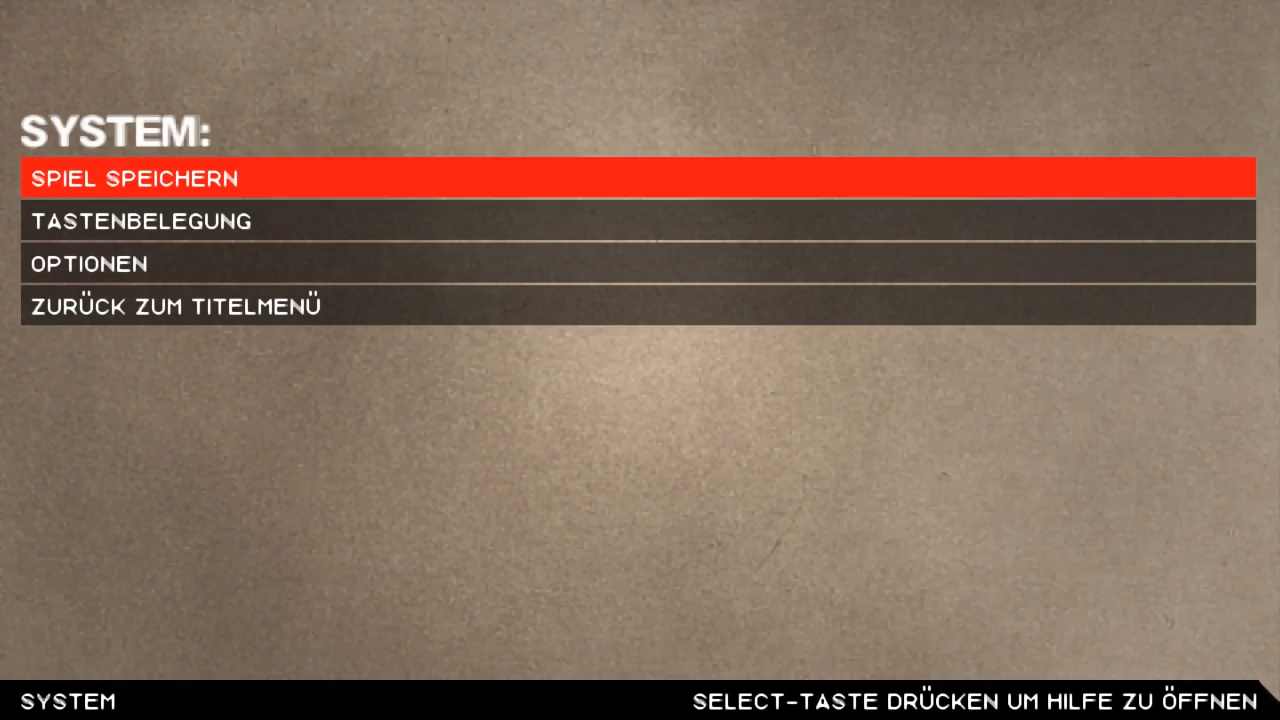 SYSTEM:
SPIEL SPEICHERN
TASTENBELEGUNG
OPTIONEN
ZURÜCK ZUM TITELMENÜ
SYSTEM
SELECT-TASTE DRÜCKEN UM HILFE ZU ÖFFNEN